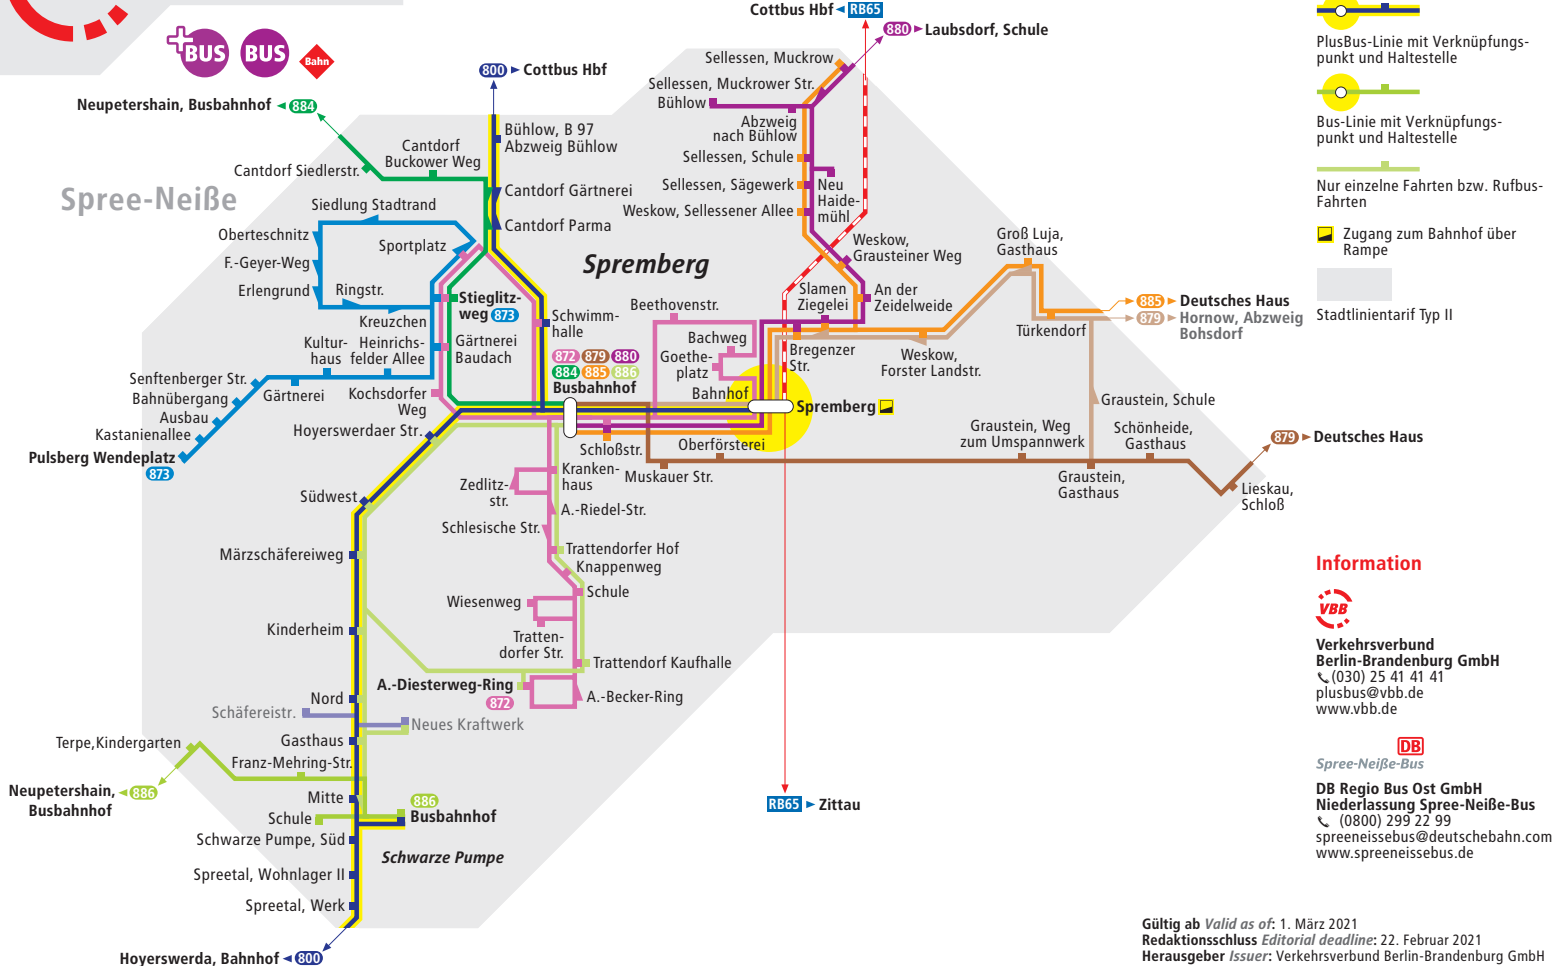 Cottbus Hbf RB65
880 Laubsdorf, Schule
BUS
BUS
Bahn
800 Cottbus Hbf
Neupetershain, Busbahnhof 884
Spree-Neiße
Spremberg
Sellessen, Muckrow
Sellessen, Muckrower Str.
Bühlow
Abzweig
nach Bühlow
Sellessen, Schule
Sellessen, Sägewerk
Neu
Haide-
mühl
Weskow, Sellessener Allee
Weskow,
Grausteiner Weg
Bühlow, B 97
Abzweig Bühlow
Cantdorf
Buckower Weg
Cantdorf Siedlerstr.
Cantdorf Gärtnerei
Cantdorf Parma
Siedlung Stadtrand
Oberteschnitz
Sportplatz
F.-Geyer-Weg
Erlengrund
Ringstr.
Kreuzchen
Stieglitz-
weg 873
Schwimm-
halle
Kultur-
haus
Heinrichs-
felder Allee
Gärtnerei
Baudach
Senftenberger Str.
Bahnübergang
Ausbau
Kastanienallee
Gärtnerei
Kochsdorfer
Weg
Pulsberg Wendeplatz
873
Hoyerswerdaer Str.
872 879 880
884 885 886
Busbahnhof
Beethovenstr.
Bachweg
Goethe-
platz
Bahnhof
Slamen
Ziegelei
An der
Zeidelweide
Bregenzer
Str.
Weskow,
Forster Landstr.
Groß Luja,
Gasthaus
Türkendorf
885 Deutsches Haus
879 Hornow, Abzweig
Bohsdorf
Spremberg
Schloßstr.
Oberförsterei
Muskauer Str.
Graustein, Weg
zum Umspannwerk
Graustein, Schule
Schönheide,
Gasthaus
Graustein,
Gasthaus
879 Deutsches Haus
Lieskau,
Schloß
Südwest
Märzschäfereiweg
Kinderheim
Nord
Schäfereistr.
Neues Kraftwerk
Gasthaus
Terpe,Kindergarten
Franz-Mehring-Str.
Neupetershain,
Busbahnhof
886
Mitte
886
Busbahnhof
Schule
Schwarze Pumpe, Süd
Schwarze Pumpe
Spreetal, Wohnlager II
Spreetal, Werk
Hoyerswerda, Bahnhof 800
Kranken-
haus
Zedlitz-
str.
A.-Riedel-Str.
Schlesische Str.
Trattendorfer Hof
Knappenweg
Schule
Wiesenweg
Tratten-
dorfer Str.
Trattendorf Kaufhalle
A.-Diesterweg-Ring
872
A.-Becker-Ring
RB65 Zittau
PlusBus-Linie mit Verknüpfungs-
punkt und Haltestelle
Bus-Linie mit Verknüpfungs-
punkt und Haltestelle
Nur einzelne Fahrten bzw. Rufbus-
Fahrten
Zugang zum Bahnhof über
Rampe
Stadtlinientarif Typ II
Information
VBB
Verkehrsverbund
Berlin-Brandenburg GmbH
(030) 25 41 41 41
plusbus@vbb.de
www.vbb.de
DB
Spree-Neiße-Bus
DB Regio Bus Ost GmbH
Niederlassung Spree-Neiße-Bus
(0800) 299 22 99
spreeneissebus@deutschebahn.com
www.spreeneissebus.de
Gültig ab Valid as of: 1. März 2021
Redaktionsschluss Editorial deadline: 22. Februar 2021
Herausgeber Issuer: Verkehrsverbund Berlin-Brandenburg GmbH